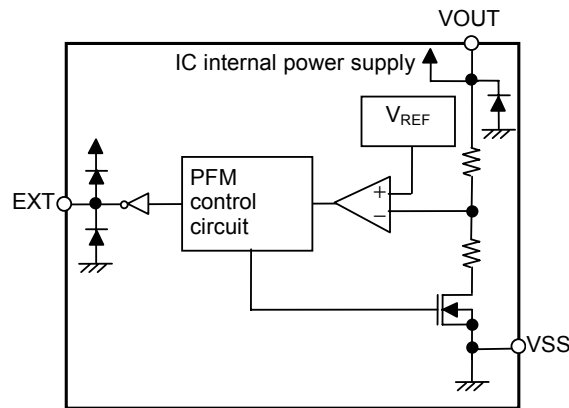 VOUT
IC internal power supply
VREF
EXT
PFM
control
circuit
+
−
VSS